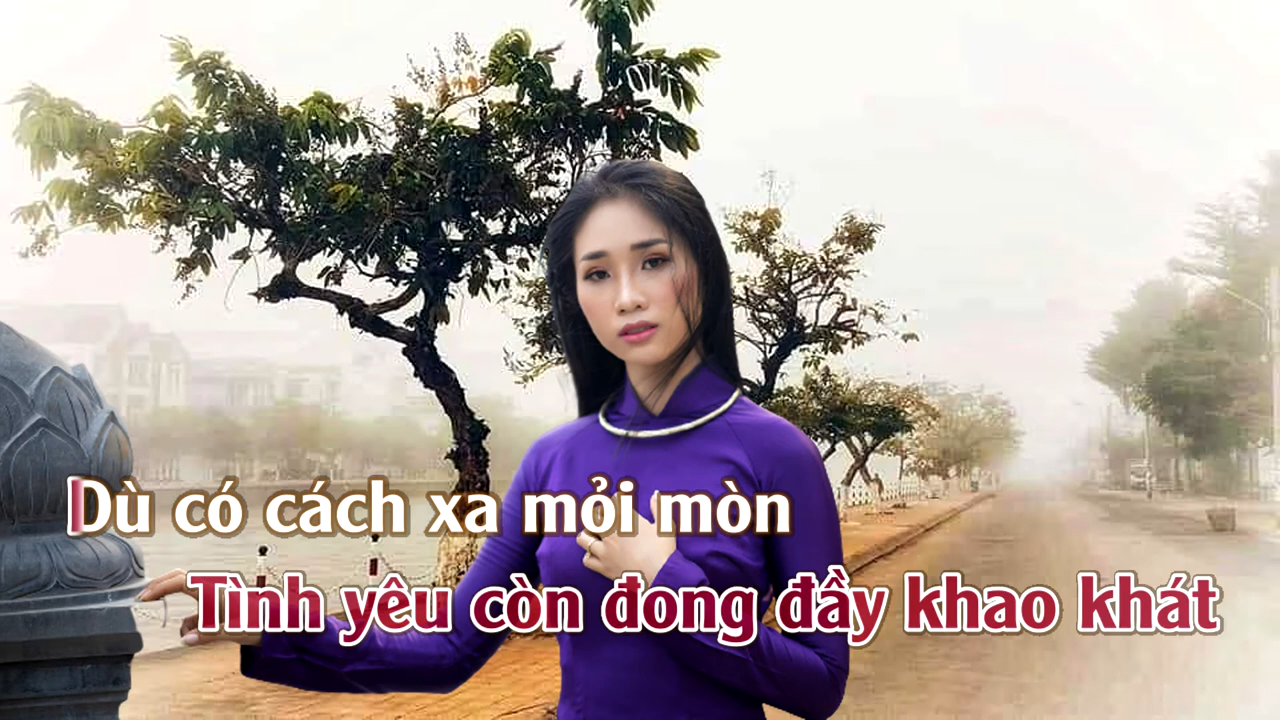 Dù có cách xa mỏi mòn
Tình yêu còn đong đầy khao khát